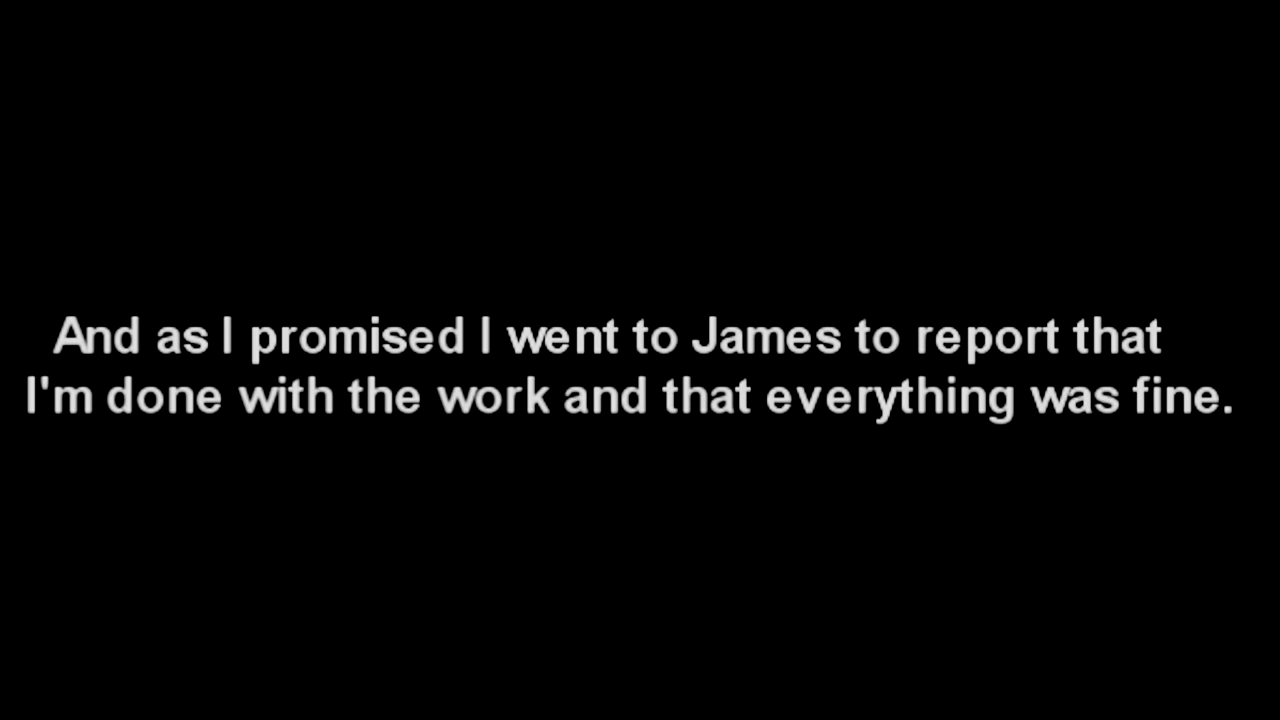 And as I promised I went to James to report that
I'm done with the work and that everything was fine.